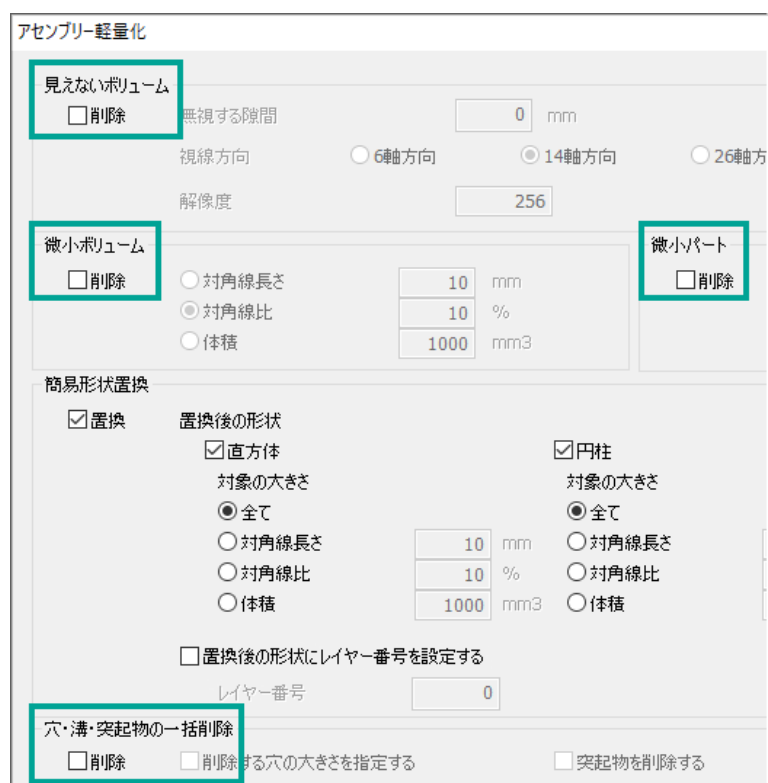 アセンブリー軽量化
見えないボリューム
削除 無視する隙間 0 mm
視線方向 6軸方向 14軸方向 26軸方
解像度 256
微小ボリューム 微小パート
削除 対角線長さ 10 mm 削除
対角線比 10 %
体積 1000 mm3
簡易形状置換
置換 置換後の形状
直方体 円柱
対象の大きさ 対象の大きさ
全て 全て
対角線長さ 10 mm 対角線長さ
対角線比 10 % 対角線比
体積 1000 mm3 体積
置換後の形状にレイヤー番号を設定する
レイヤー番号 0
穴・溝・突起物の一括削除
削除 削除する穴の大きさを指定する 突起物を削除する